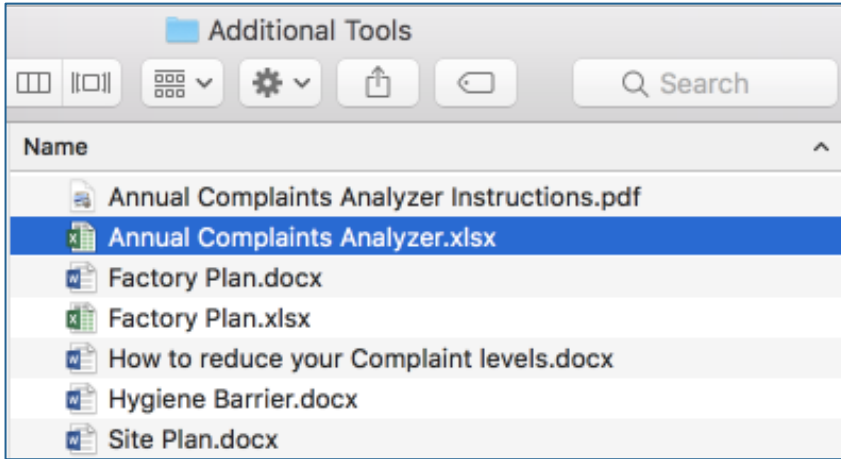 Additional Tools
Search
Name
Annual Complaints Analyzer Instructions.pdf
Annual Complaints Analyzer.xlsx
Factory Plan.docx
Factory Plan.xlsx
How to reduce your Complaint levels.docx
Hygiene Barrier.docx
Site Plan.docx